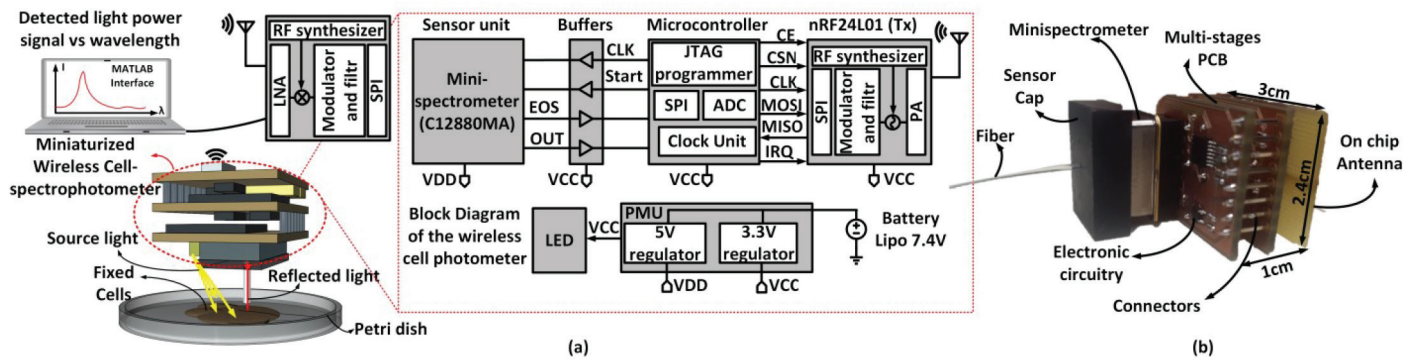 Detected light power
signal vs wavelength
I
MATLAB
Interface
λ
Miniaturized
Wireless Cell-
spectrophotometer
Source light
Fixed
Cells
Reflected light
Petri dish
RF synthesizer
LNA
Modulator
and filtr
SPI
Sensor unit
Mini-
spectrometer
(C12880MA)
VDD
Buffers
CLK
Start
EOS
OUT
VCC
Microcontroller
JTAG
programmer
SPI
ADC
Clock Unit
VCC
CE
CSN
CLK
MOSI
MISO
IRQ
nRF24L01 (Tx)
RF synthesizer
SPI
Modulator
and filtr
PA
VCC
Block Diagram
of the wireless
cell photometer
LED
VCC
PMU
5V
regulator
3.3V
regulator
VDD
VCC
Battery
Lipo 7.4V
(a)
Minispectrometer
Sensor
Cap
Fiber
Multi-stages
PCB
3cm
On chip
Antenna
2.4cm
1cm
Electronic
circuitry
Connectors
(b)